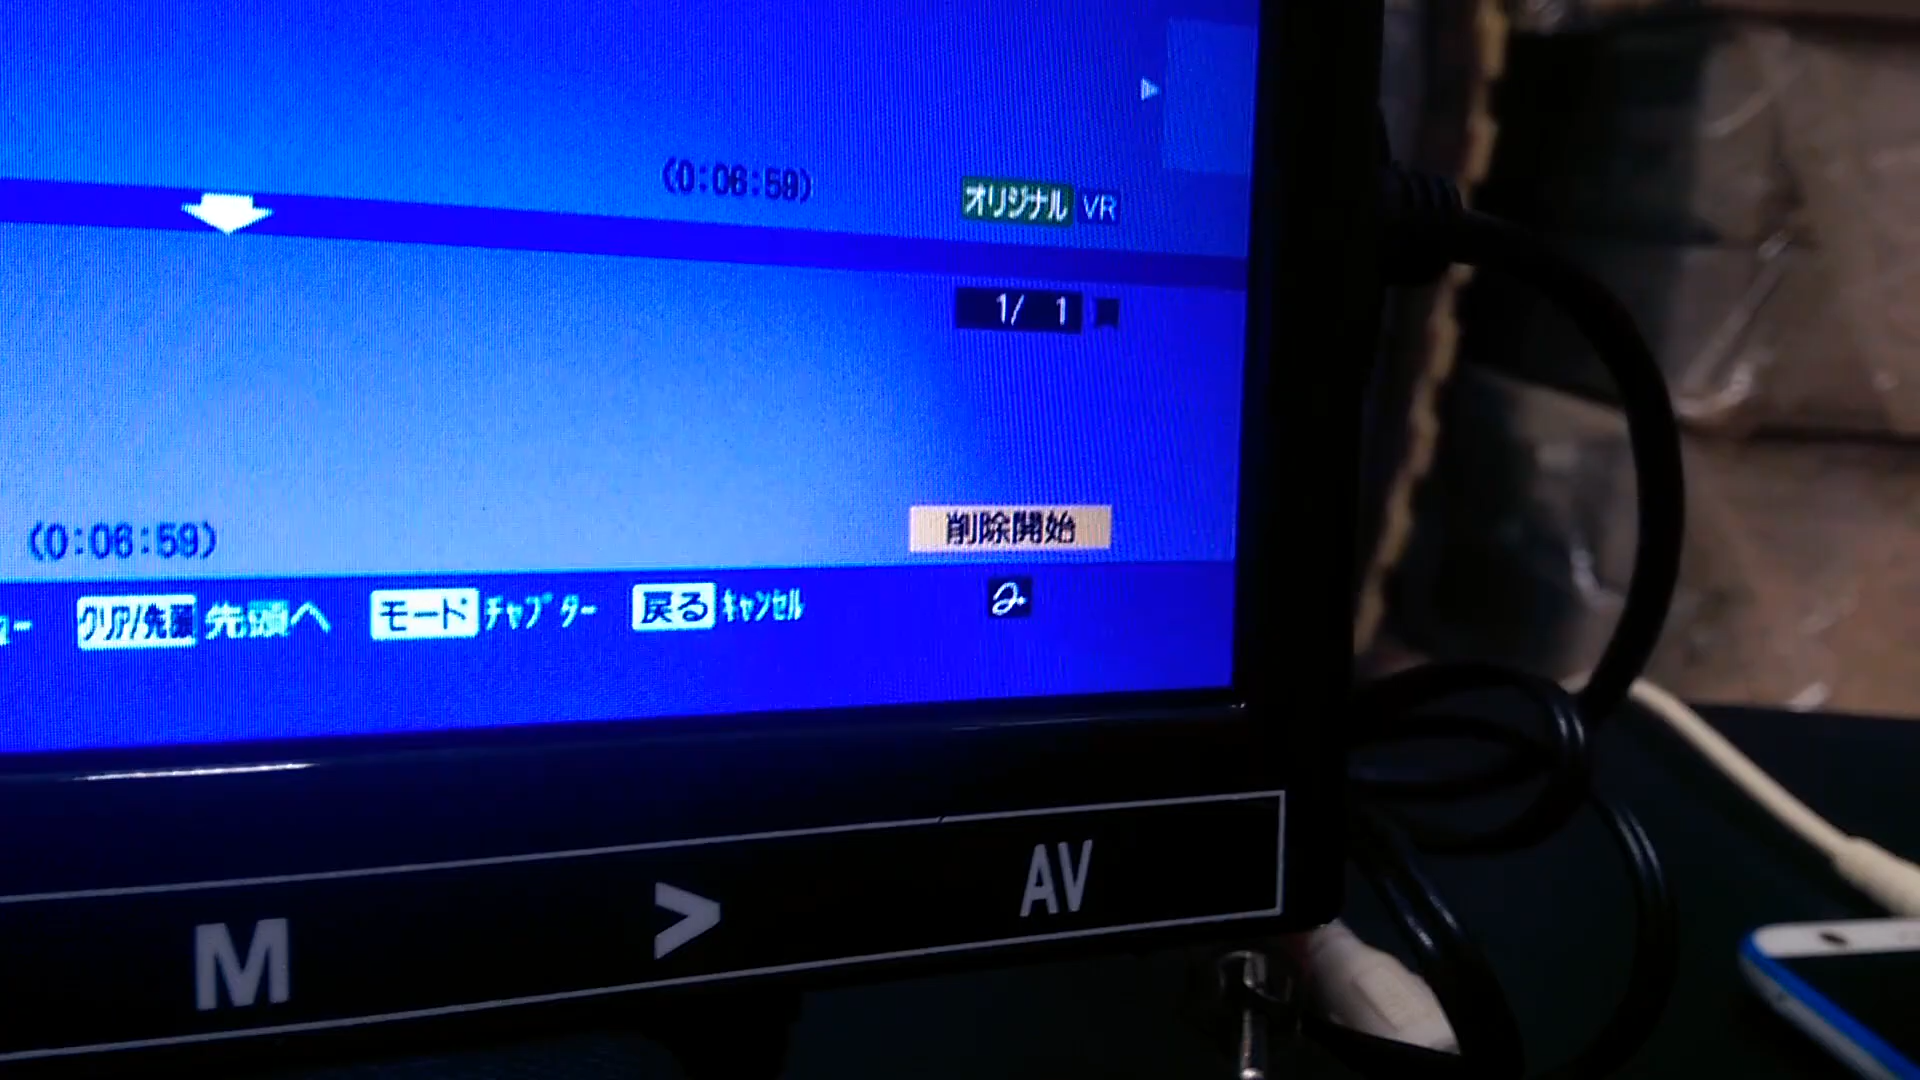 (0:06:59)
オリジナル VR
1/ 1
削除開始
(0:06:59)
ー クリア/先頭 先頭へ モード チャプター 戻る キャンセル
M > AV